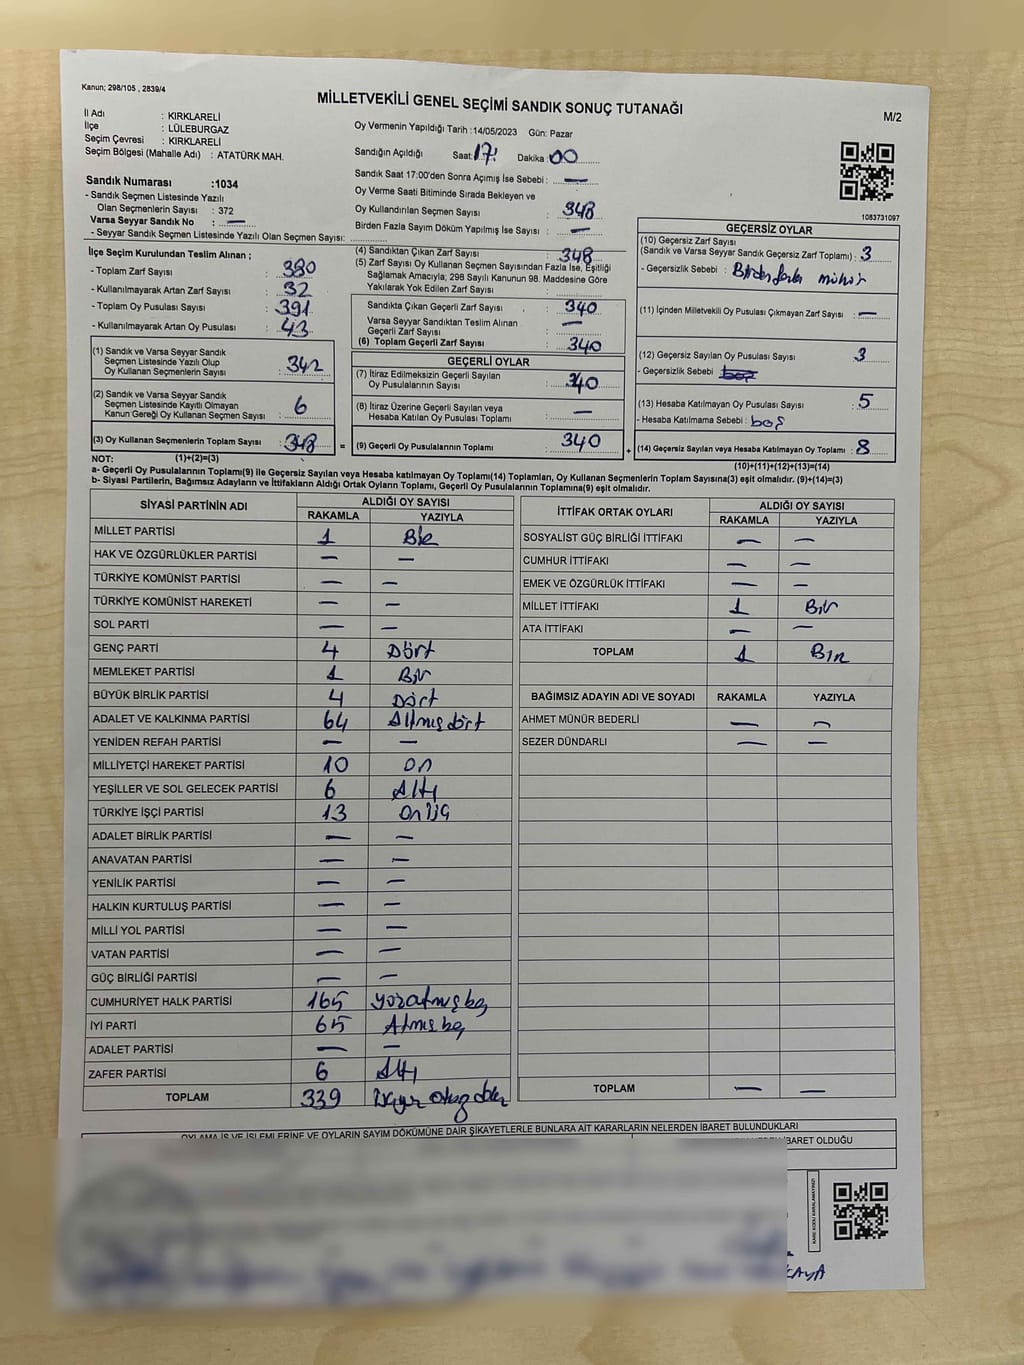 Kanun; 298/105 , 2839/4
MİLLETVEKİLİ GENEL SEÇİMİ SANDIK SONUÇ TUTANAĞI
M/2
İl Adı : KIRKLARELİ
İlçe : LÜLEBURGAZ
Seçim Çevresi : KIRKLARELİ
Seçim Bölgesi (Mahalle Adı) : ATATÜRK MAH.
Sandık Numarası :1034
- Sandık Seçmen Listesinde Yazılı
Olan Seçmenlerin Sayısı : 372
Varsa Seyyar Sandık No : —
- Seyyar Sandık Seçmen Listesinde Yazılı Olan Seçmen Sayısı:
Oy Vermenin Yapıldığı Tarih :14/05/2023 Gün: Pazar
Sandığın Açıldığı Saat: 17: Dakika : 00
Sandık Saat 17:00'den Sonra Açımış İse Sebebi : —
Oy Verme Saati Bitiminde Sırada Bekleyen ve
Oy Kullandırılan Seçmen Sayısı : 348
Birden Fazla Sayım Döküm Yapılmış İse Sayısı : —
1083731097
İlçe Seçim Kurulundan Teslim Alınan ;
- Toplam Zarf Sayısı : 380
- Kullanılmayarak Artan Zarf Sayısı : 32
- Toplam Oy Pusulası Sayısı : 391
- Kullanılmayarak Artan Oy Pusulası : 43
(1) Sandık ve Varsa Seyyar Sandık
Seçmen Listesinde Yazılı Olup
Oy Kullanan Seçmenlerin Sayısı : 342
(2) Sandık ve Varsa Seyyar Sandık
Seçmen Listesinde Kayıtlı Olmayan
Kanun Gereği Oy Kullanan Seçmen Sayısı : 6
(3) Oy Kullanan Seçmenlerin Toplam Sayısı : 348
(4) Sandıktan Çıkan Zarf Sayısı : 348
(5) Zarf Sayısı Oy Kullanan Seçmen Sayısından Fazla İse, Eşitliği
Sağlamak Amacıyla; 298 Sayılı Kanunun 98. Maddesine Göre
Yakılarak Yok Edilen Zarf Sayısı :
Sandıkta Çıkan Geçerli Zarf Sayısı : 340
Varsa Seyyar Sandıktan Teslim Alınan
Geçerli Zarf Sayısı : —
(6) Toplam Geçerli Zarf Sayısı : 340
GEÇERLİ OYLAR
(7) İtiraz Edilmeksizin Geçerli Sayılan
Oy Pusulalarının Sayısı : 340
(8) İtiraz Üzerine Geçerli Sayılan veya
Hesaba Katılan Oy Pusulaları Toplamı : —
= (9) Geçerli Oy Pusulalarının Toplamı : 340 +
GEÇERSİZ OYLAR
(10) Geçersiz Zarf Sayısı
(Sandık ve Varsa Seyyar Sandık Geçersiz Zarf Toplamı) : 3
- Geçersizlik Sebebi : Birden fazla mühür
(11) İçinden Milletvekili Oy Pusulası Çıkmayan Zarf Sayısı : —
(12) Geçersiz Sayılan Oy Pusulası Sayısı : 3
- Geçersizlik Sebebi : boş
(13) Hesaba Katılmayan Oy Pusulası Sayısı : 5
- Hesaba Katılmama Sebebi : boş
(14) Geçersiz Sayılan veya Hesaba Katılmayan Oy Toplamı : 8
NOT: (1)+(2)=(3)
(10)+(11)+(12)+(13)=(14)
a- Geçerli Oy Pusulalarının Toplamı(9) ile Geçersiz Sayılan veya Hesaba katılmayan Oy Toplamı(14) Toplamları, Oy Kullanan Seçmenlerin Toplam Sayısına(3) eşit olmalıdır. (9)+(14)=(3)
b- Siyasi Partilerin, Bağımsız Adayların ve İttifakların Aldığı Ortak Oyların Toplamı, Geçerli Oy Pusulalarının Toplamına(9) eşit olmalıdır.
SİYASİ PARTİNİN ADI ALDIĞI OY SAYISI
RAKAMLA YAZIYLA
MİLLET PARTİSİ 1 Bir
HAK VE ÖZGÜRLÜKLER PARTİSİ — —
TÜRKİYE KOMÜNİST PARTİSİ — —
TÜRKİYE KOMÜNİST HAREKETİ — —
SOL PARTİ — —
GENÇ PARTİ 4 Dört
MEMLEKET PARTİSİ 1 Bir
BÜYÜK BİRLİK PARTİSİ 4 Dört
ADALET VE KALKINMA PARTİSİ 64 Altmışdört
YENİDEN REFAH PARTİSİ — —
MİLLİYETÇİ HAREKET PARTİSİ 10 on
YEŞİLLER VE SOL GELECEK PARTİSİ 6 Altı
TÜRKİYE İŞÇİ PARTİSİ 13 onüç
ADALET BİRLİK PARTİSİ — —
ANAVATAN PARTİSİ — —
YENİLİK PARTİSİ — —
HALKIN KURTULUŞ PARTİSİ — —
MİLLİ YOL PARTİSİ — —
VATAN PARTİSİ — —
GÜÇ BİRLİĞİ PARTİSİ — —
CUMHURİYET HALK PARTİSİ 165 yüzatmışbeş
İYİ PARTİ 65 Atmışbeş
ADALET PARTİSİ — —
ZAFER PARTİSİ 6 Altı
TOPLAM 339
İTTİFAK ORTAK OYLARI ALDIĞI OY SAYISI
RAKAMLA YAZIYLA
SOSYALİST GÜÇ BİRLİĞİ İTTİFAKI — —
CUMHUR İTTİFAKI — —
EMEK VE ÖZGÜRLÜK İTTİFAKI — —
MİLLET İTTİFAKI 1 Bir
ATA İTTİFAKI — —
TOPLAM 1 Bir
BAĞIMSIZ ADAYIN ADI VE SOYADI RAKAMLA YAZIYLA
AHMET MÜNÜR BEDERLİ — —
SEZER DÜNDARLI — —
TOPLAM — —
OYLAMA İŞ VE İŞLEMLERİNE VE OYLARIN SAYIM DÖKÜMÜNE DAİR ŞİKAYETLERLE BUNLARA AİT KARARLARIN NELERDEN İBARET BULUNDUKLARI
İBARET OLDUĞU
KARE KODU KARALAMAYINIZ!
KAYA